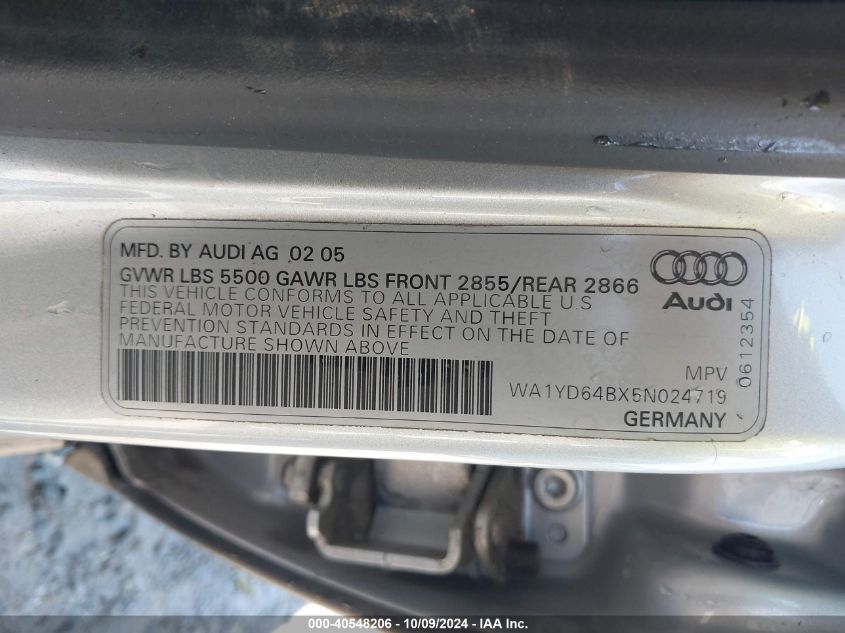 MFD. BY AUDI AG 02 05
GVWR LBS 5500 GAWR LBS FRONT 2855/REAR 2866
THIS VEHICLE CONFORMS TO ALL APPLICABLE U.S
FEDERAL MOTOR VEHICLE SAFETY AND THEFT
PREVENTION STANDARDS IN EFFECT ON THE DATE OF
MANUFACTURE SHOWN ABOVE
Audi
0612354
MPV
WA1YD64BX5N024719
GERMANY
000-40548206 - 10/09/2024 - IAA Inc.